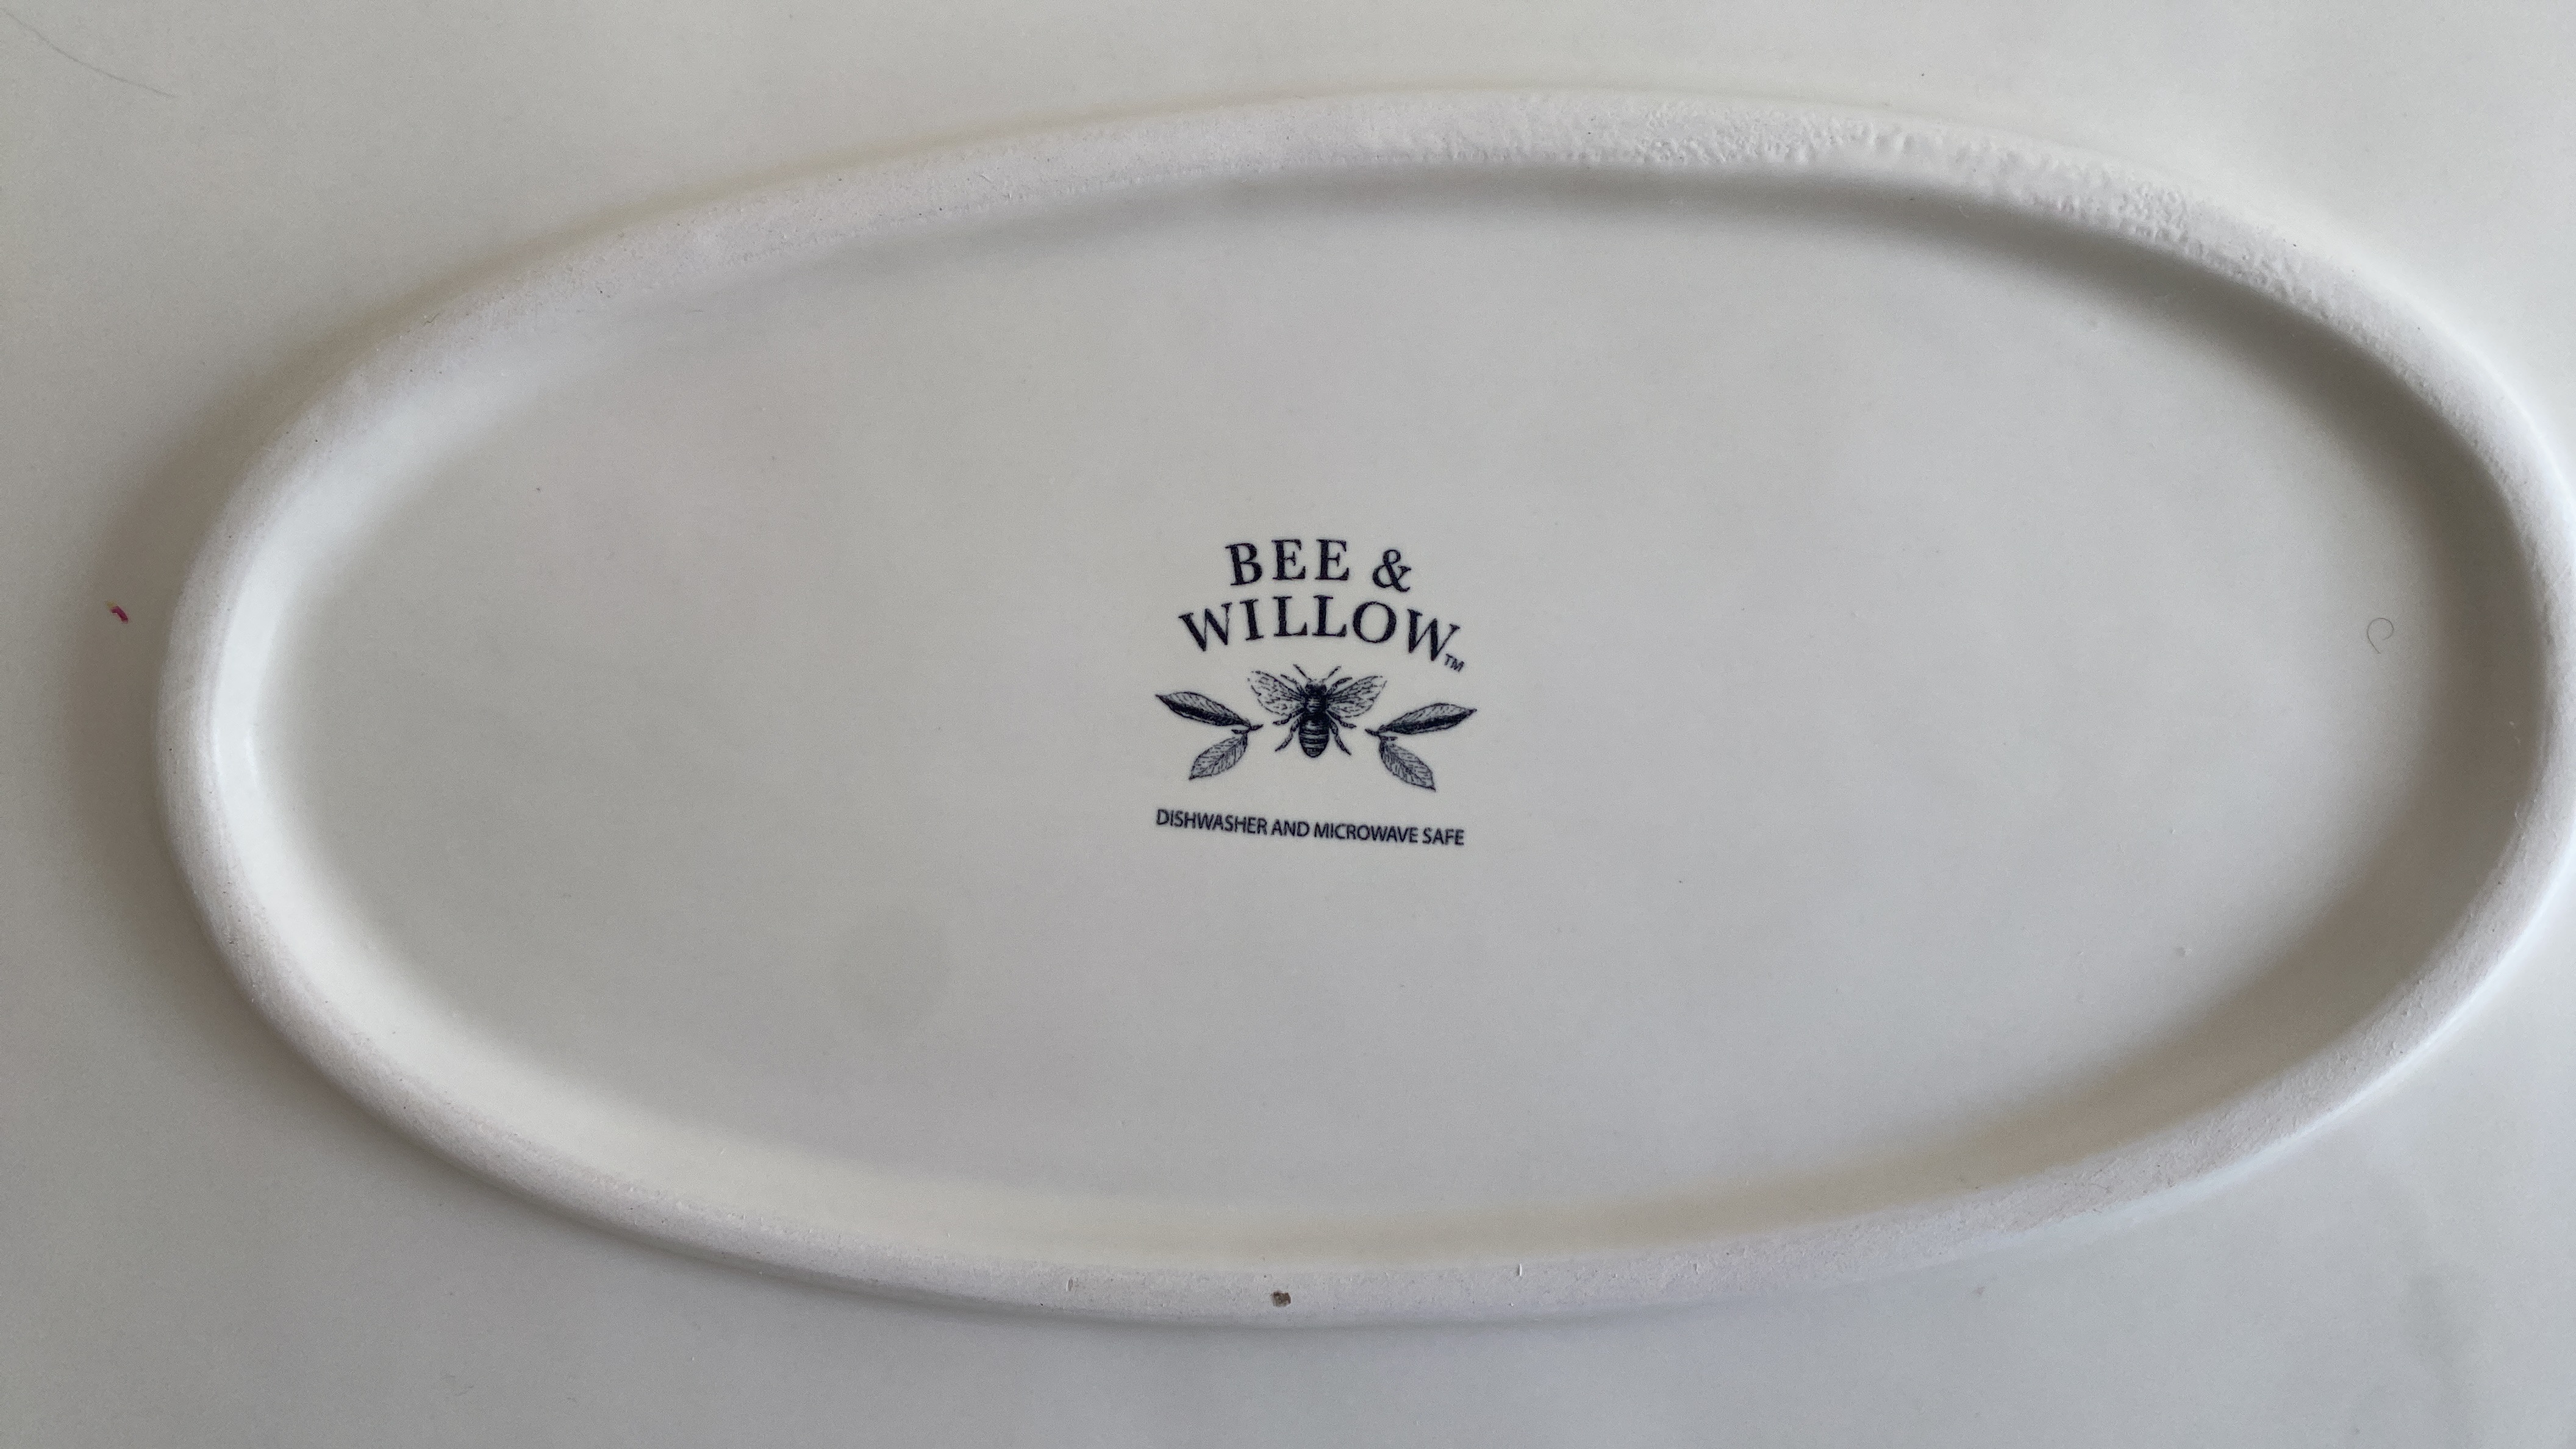 BEE &
WILLOW™
DISHWASHER AND MICROWAVE SAFE